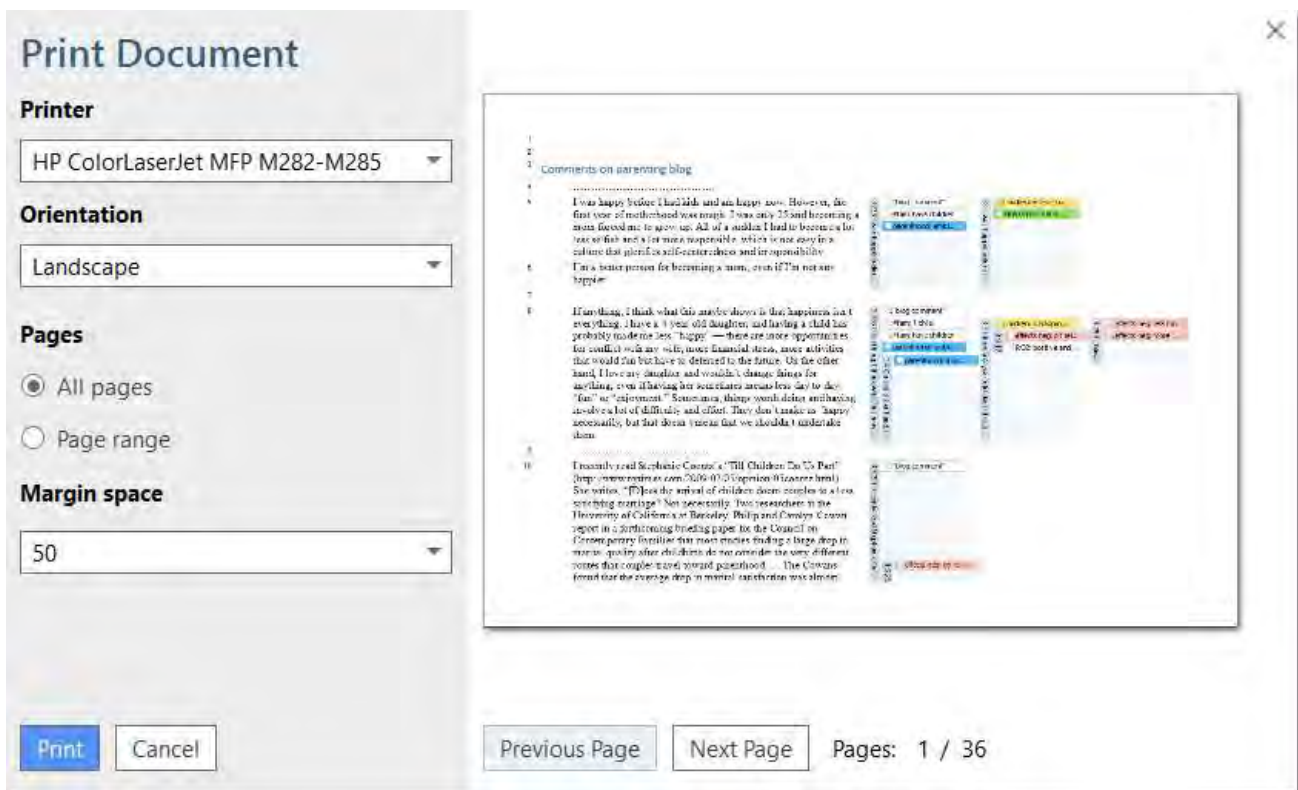 Print Document
Printer
HP ColorLaserJet MFP M282-M285
Orientation
Landscape
Pages
All pages
Page range
Margin space
50
Print
Cancel
1
2
3
Comments on parenting blog
I was happy before I had kids and am happy now. However, the
first year of motherhood was rough. I was only 25 and becoming a
mom forced me to grow up. All of a sudden I had to become a lot
less selfish and a lot more responsible, which is not easy in a
culture that glorifies self-centeredness and irresponsibility
6
I'm a better person for becoming a mom, even if I'm not any
happier
7
8
If anything, I think what this maybe shows is that happiness isn't
everything. I have a 4 year old daughter, and having a child has
probably made me less "happy" — there are more opportunities
for conflict with my wife, more financial stress, more activities
that would fun but have to deferred to the future. On the other
hand, I love my daughter and wouldn't change things for
anything, even if having her sometimes means less day to day
"fun" or "enjoyment." Sometimes, things worth doing and having
involve a lot of difficulty and effort. They don't make us "happy"
necessarily, but that doesn't mean that we shouldn't undertake
them
10
I recently read Stephanie Coontz's "Till Children Do Us Part"
She writes, "[D]oes the arrival of children doom couples to a less
satisfying marriage? Not necessarily. Two researchers at the
University of California at Berkeley, Philip and Carolyn Cowan
report in a forthcoming briefing paper for the Council on
Contemporary Families that most studies finding a large drop in
marital quality after childbirth do not consider the very different
routes that couples travel toward parenthood. ... The Cowans
found that the average drop in marital satisfaction was almost
blog comment
Previous Page
Next Page
Pages: 1 / 36